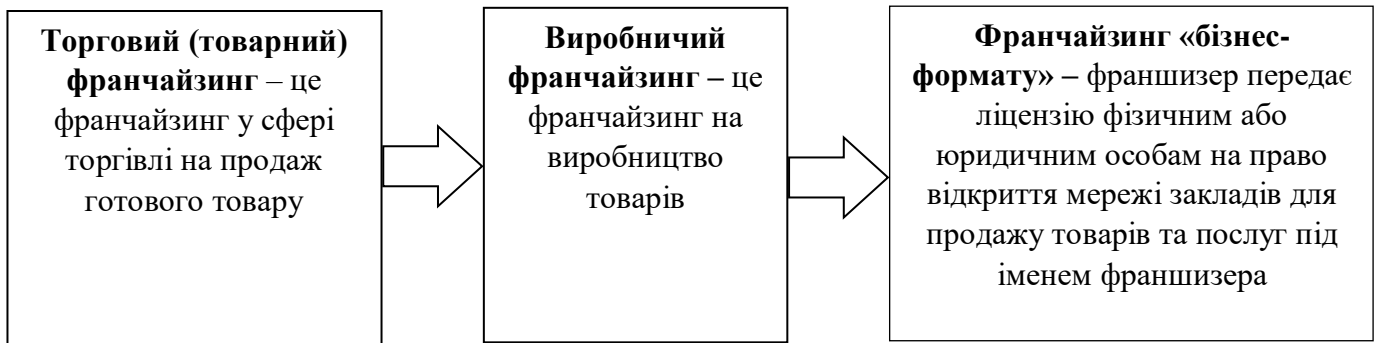 Торговий (товарний)
франчайзинг – це
франчайзинг у сфері
торгівлі на продаж
готового товару
Виробничий
франчайзинг – це
франчайзинг на
виробництво
товарів
Франчайзинг «бізнес-
формату» – франшизер передає
ліцензію фізичним або
юридичним особам на право
відкриття мережі закладів для
продажу товарів та послуг під
іменем франшизера